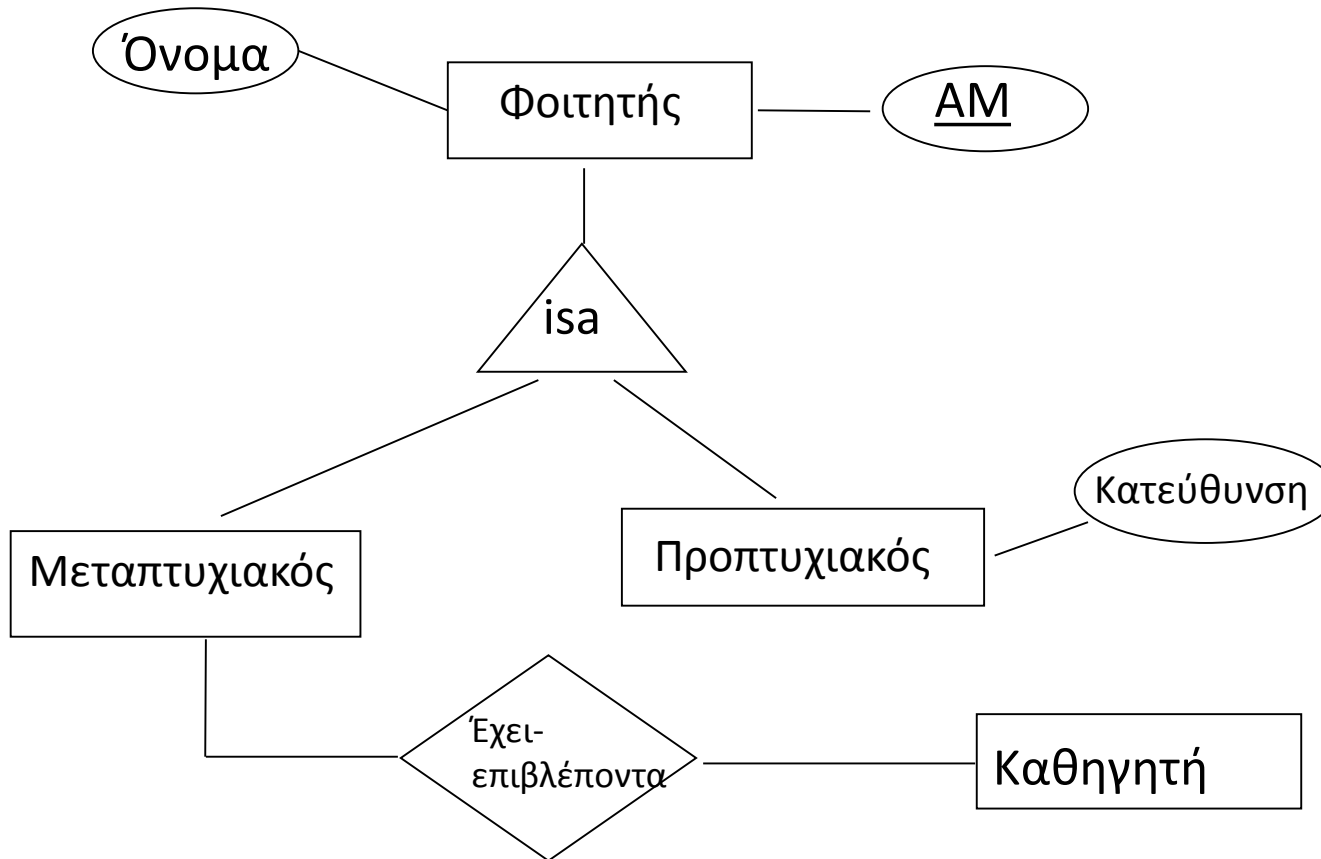 Όνομα
Φοιτητής
ΑΜ
isa
Κατεύθυνση
Μεταπτυχιακός
Προπτυχιακός
Έχει-
επιβλέποντα
Καθηγητή